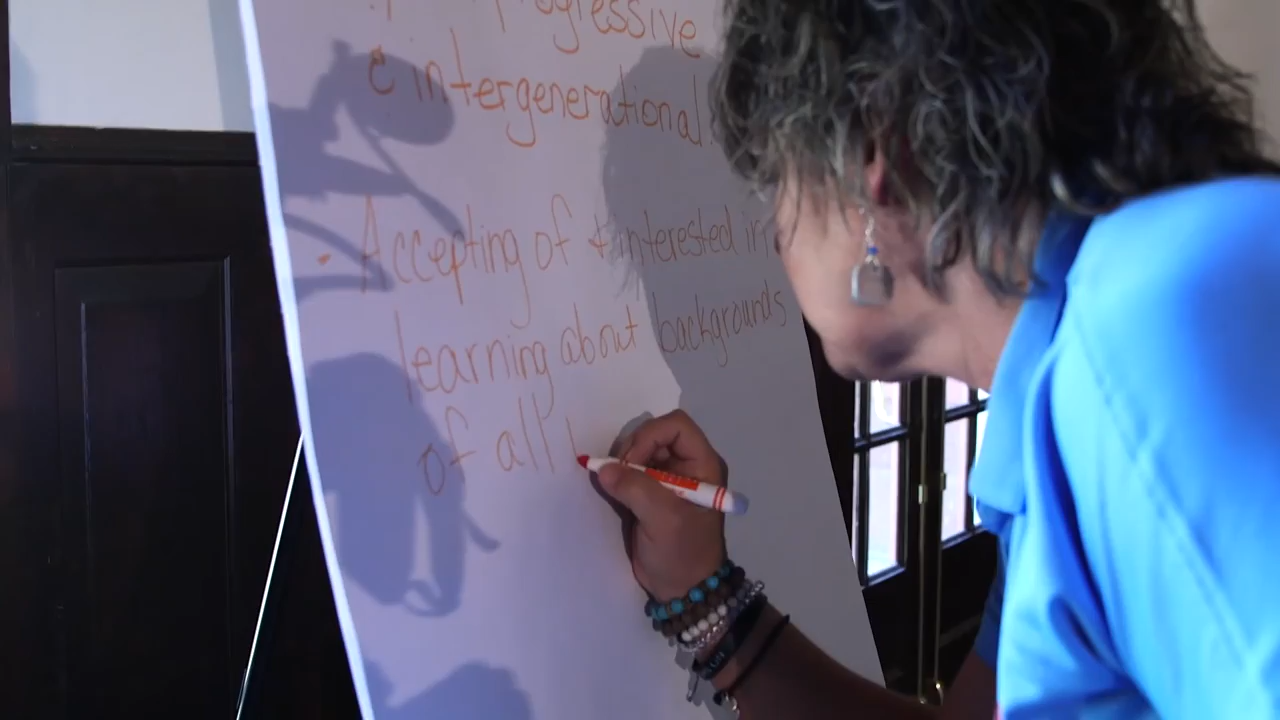 progressive
& intergenerational.
• Accepting of + interested in
learning about backgrounds
of all